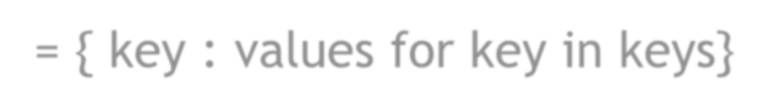 = { key : values for key in keys}